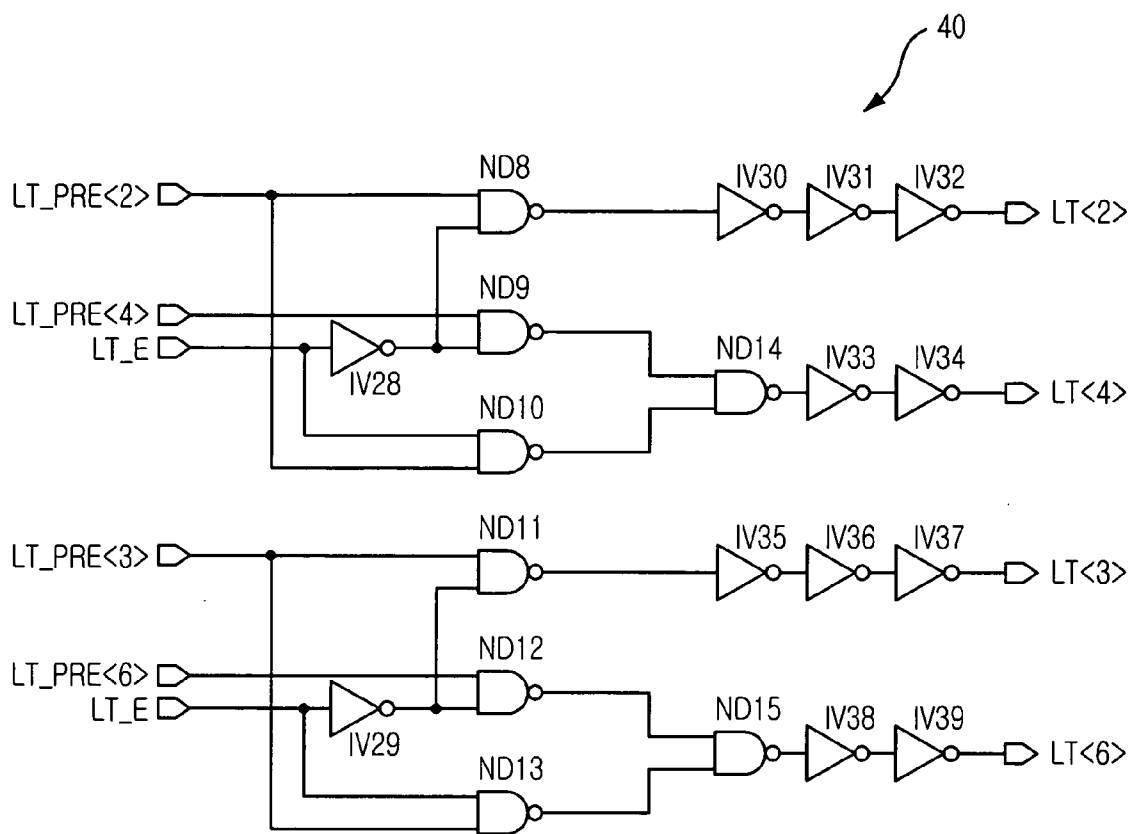 40
ND8
LT_PRE<2>
IV30 IV31 IV32
LT<2>
ND9
LT_PRE<4>
LT_E
IV28
ND14
IV33 IV34
LT<4>
ND10
ND11
LT_PRE<3>
IV35 IV36 IV37
LT<3>
ND12
LT_PRE<6>
LT_E
IV29
ND15
IV38 IV39
LT<6>
ND13